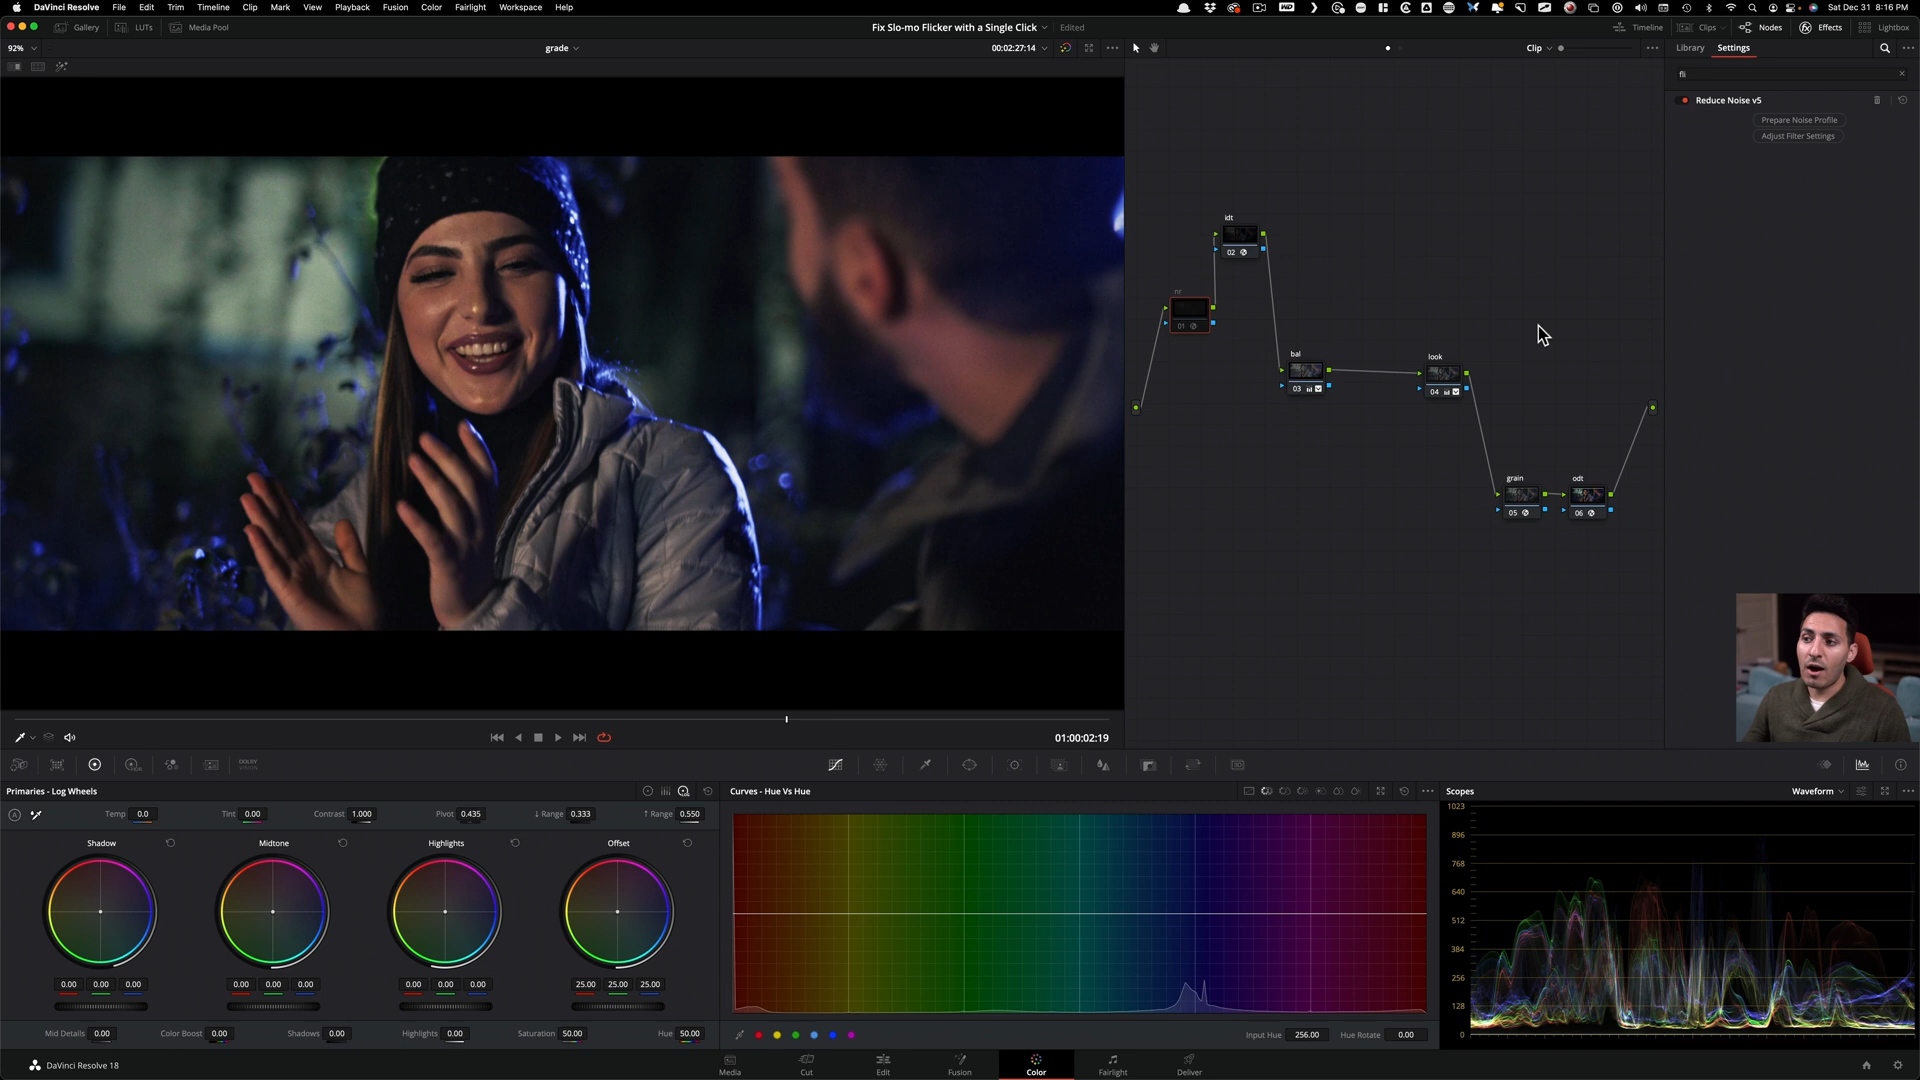 DaVinci Resolve File Edit Trim Timeline Clip Mark View Playback Fusion Color Fairlight Workspace Help
Sat Dec 31 8:16 PM
Gallery LUTs Media Pool
Fix Slo-mo Flicker with a Single Click Edited
Timeline Clips Nodes Effects Lightbox
92%
grade
00:02:27:14
Clip
Library Settings
fli
Reduce Noise v5
Prepare Noise Profile
Adjust Filter Settings
idt
02
nr
01
bal
03
look
04
grain
05
odt
06
01:00:02:19
DOLBY
VISION
3D
Primaries - Log Wheels
Curves - Hue Vs Hue
Scopes
Waveform
A
Temp 0.0 Tint 0.00 Contrast 1.000 Pivot 0.435 ↓ Range 0.333 ↑ Range 0.550
Shadow Midtone Highlights Offset
0.00 0.00 0.00
0.00 0.00 0.00
0.00 0.00 0.00
25.00 25.00 25.00
Mid Details 0.00 Color Boost 0.00 Shadows 0.00 Highlights 0.00 Saturation 50.00 Hue 50.00
Input Hue 256.00 Hue Rotate 0.00
1023
896
768
640
512
384
256
128
0
DaVinci Resolve 18
Media Cut Edit Fusion Color Fairlight Deliver